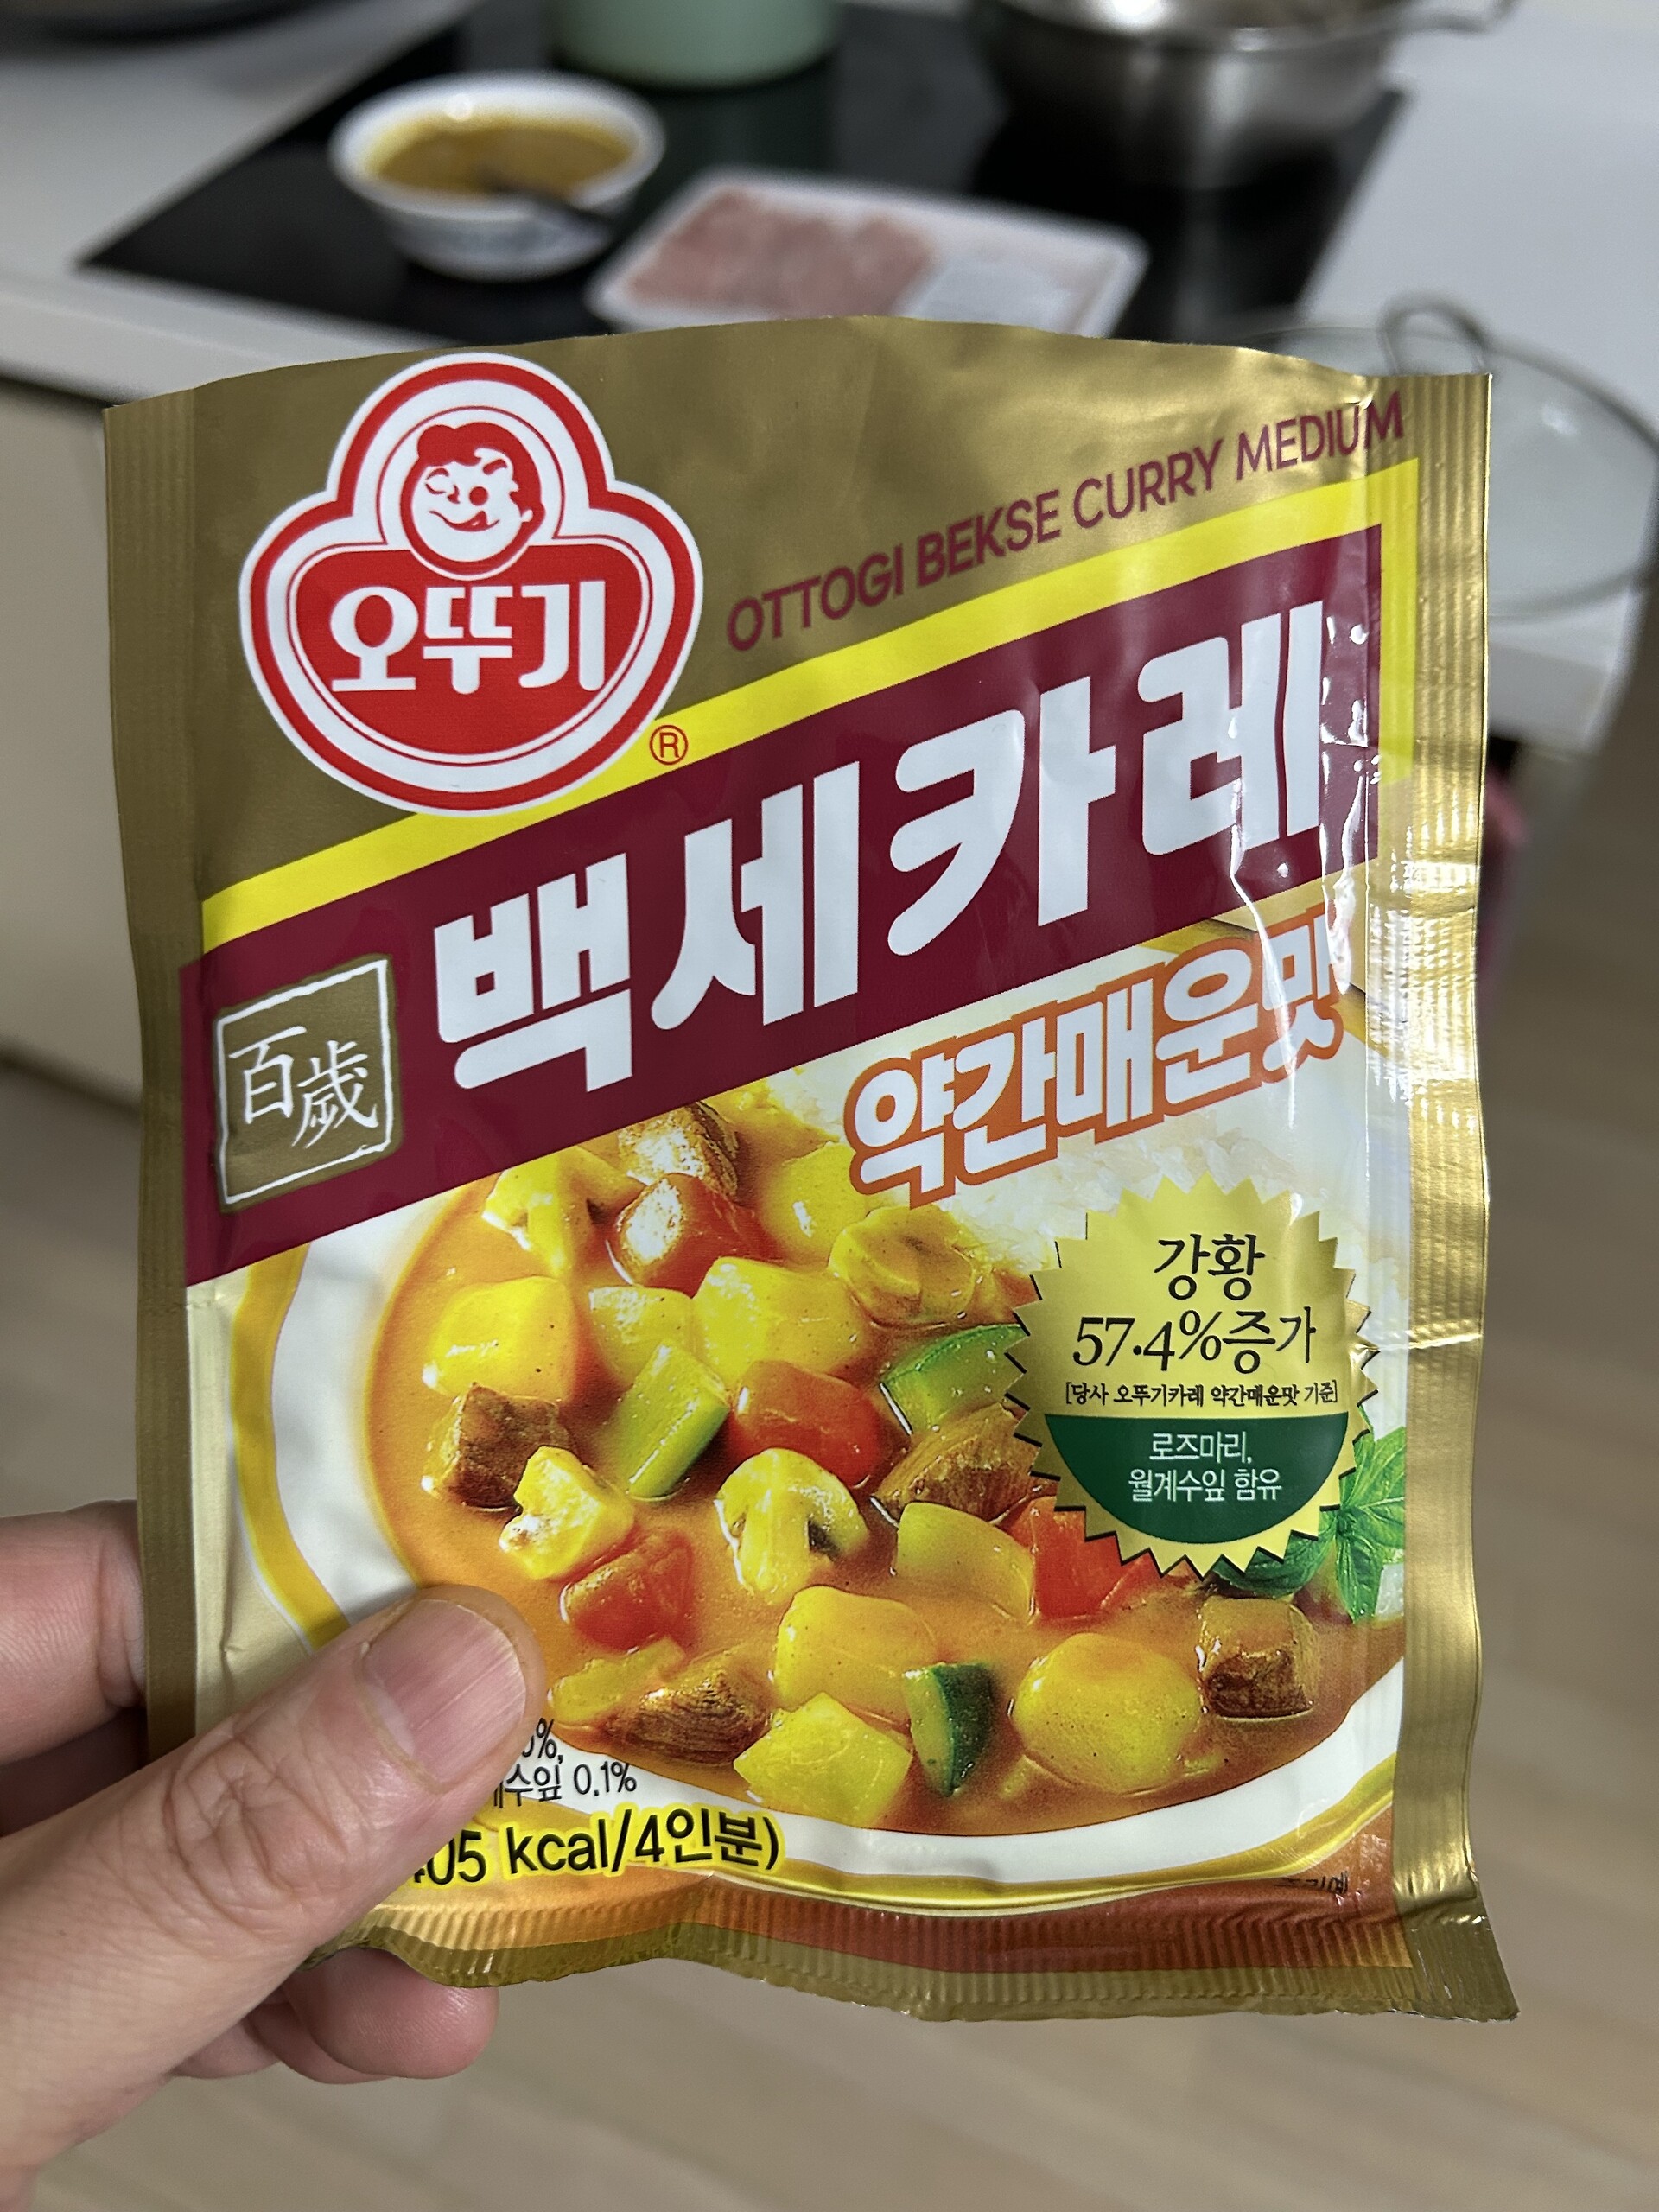 오뚜기
®
OTTOGI BEKSE CURRY MEDIUM
百歲
백세카레
약간매운맛
강황
57.4%증가
[당사 오뚜기카레 약간매운맛 기준]
로즈마리,
월계수잎 함유
%,
수잎 0.1%
05 kcal/4인분)